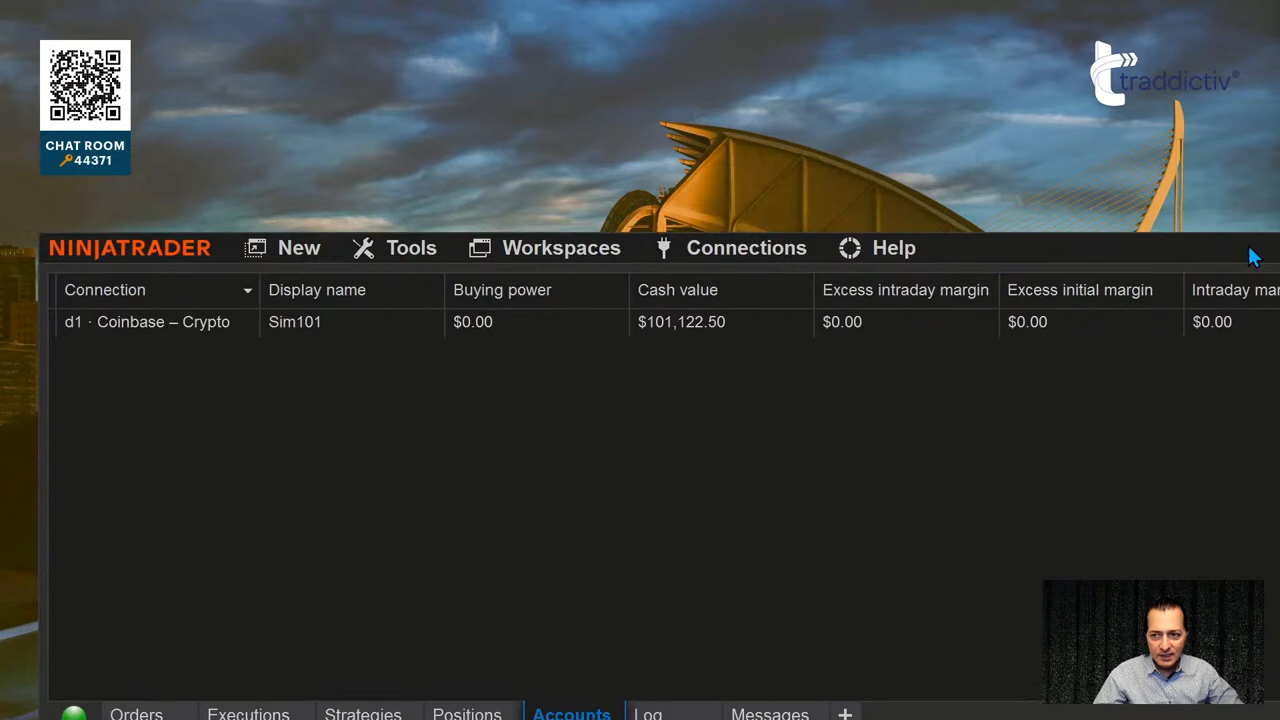 traddictiv®
CHAT ROOM
44371
NINJATRADER New Tools Workspaces Connections Help
Connection Display name Buying power Cash value Excess intraday margin Excess initial margin Intraday mar
d1 · Coinbase – Crypto Sim101 $0.00 $101,122.50 $0.00 $0.00 $0.00
Orders Executions Strategies Positions Accounts Log Messages +